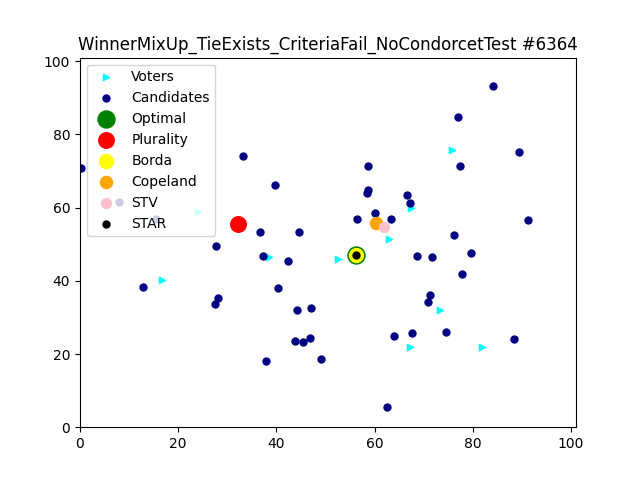 WinnerMixUp_TieExists_CriteriaFail_NoCondorcetTest #6364
100
80
60
40
20
0
Voters
Candidates
Optimal
Plurality
Borda
Copeland
STV
STAR
0 20 40 60 80 100